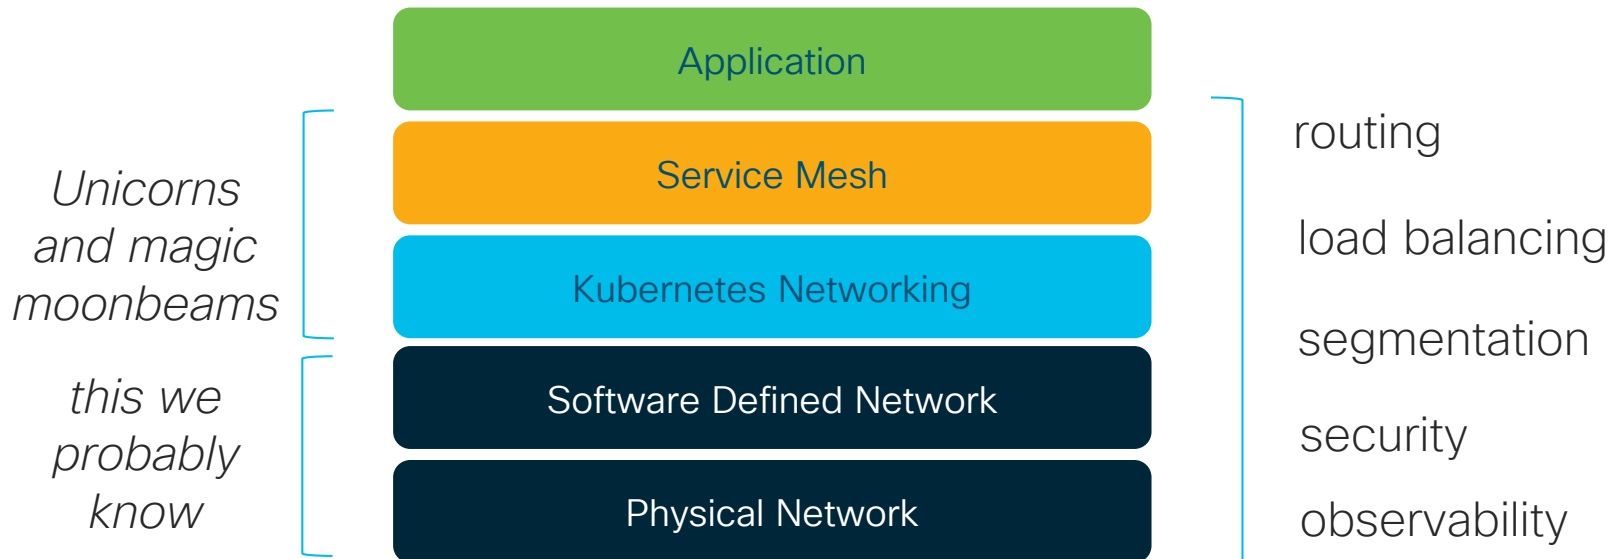 Application
Service Mesh
Kubernetes Networking
Software Defined Network
Physical Network
Unicorns
and magic
moonbeams
this we
probably
know
routing
load balancing
segmentation
security
observability